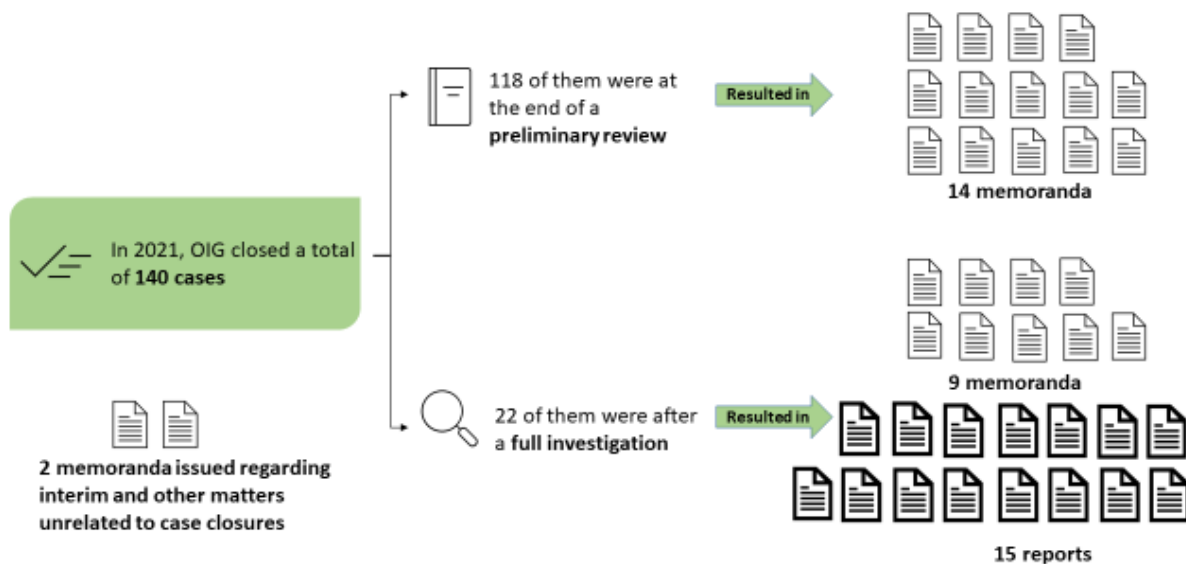 118 of them were at
the end of a
preliminary review
Resulted in
14 memoranda
In 2021, OIG closed a total
of 140 cases
9 memoranda
22 of them were after
a full investigation
Resulted in
2 memoranda issued regarding
interim and other matters
unrelated to case closures
15 reports